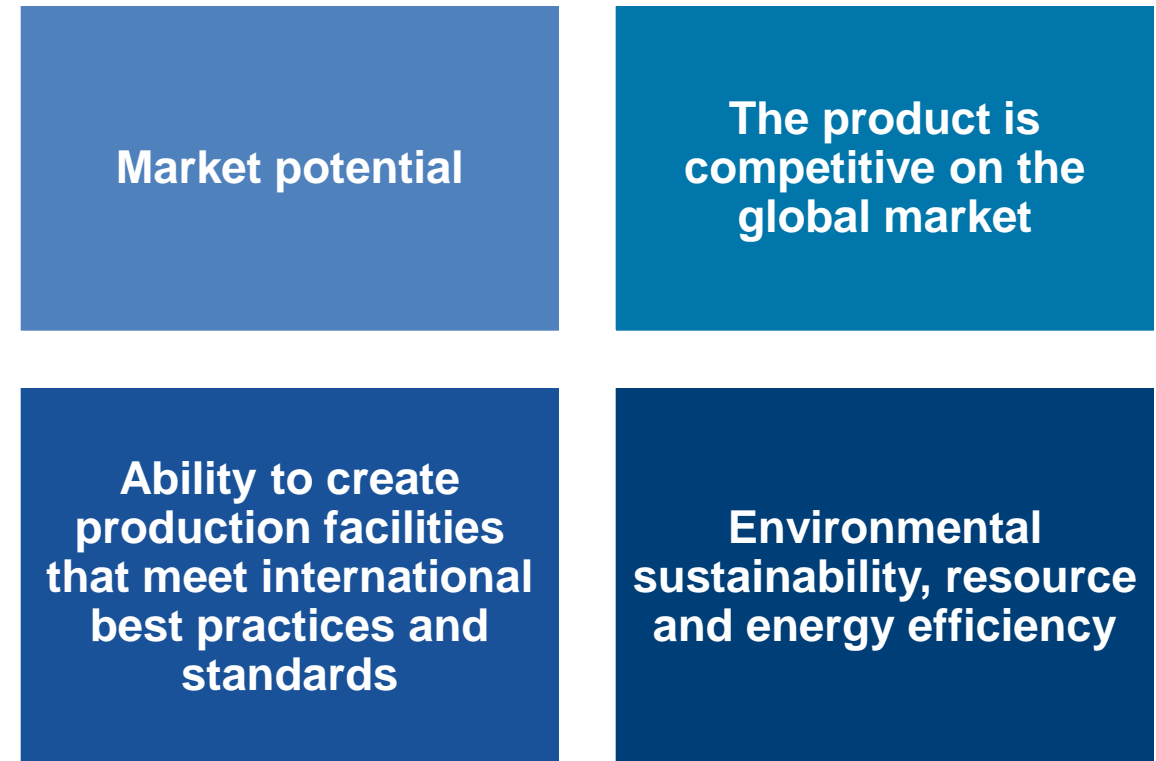 Market potential
The product is
competitive on the
global market
Ability to create
production facilities
that meet international
best practices and
standards
Environmental
sustainability, resource
and energy efficiency